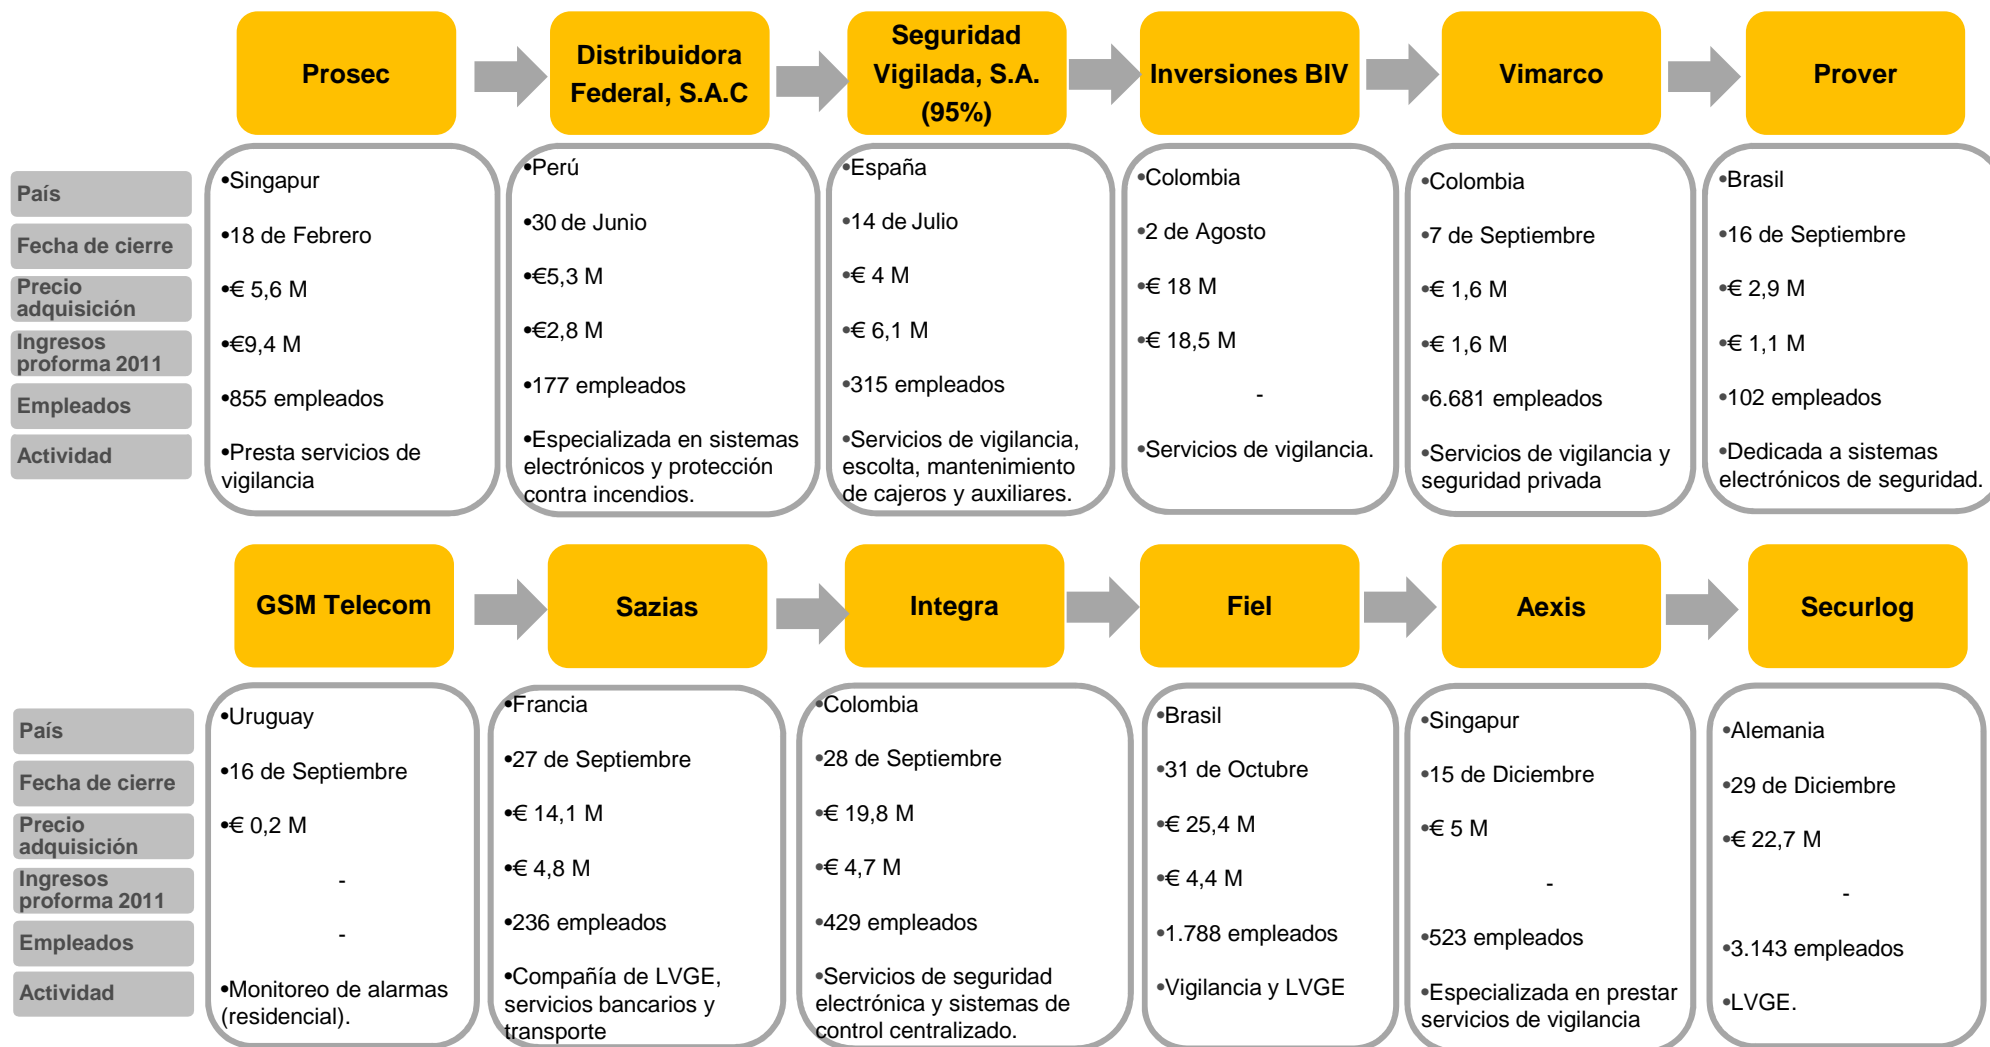 Prosec
Distribuidora
Federal, S.A.C
Seguridad
Vigilada, S.A.
(95%)
Inversiones BIV
Vimarco
Prover
País
Fecha de cierre
Precio
adquisición
Ingresos
proforma 2011
Empleados
Actividad
•Singapur
•18 de Febrero
•€ 5,6 M
•€9,4 M
•855 empleados
•Presta servicios de
vigilancia
•Perú
•30 de Junio
•€5,3 M
•€2,8 M
•177 empleados
•Especializada en sistemas
electrónicos y protección
contra incendios.
•España
•14 de Julio
•€ 4 M
•€ 6,1 M
•315 empleados
•Servicios de vigilancia,
escolta, mantenimiento
de cajeros y auxiliares.
•Colombia
•2 de Agosto
•€ 18 M
•€ 18,5 M
-
•Servicios de vigilancia.
•Colombia
•7 de Septiembre
•€ 1,6 M
•€ 1,6 M
•6.681 empleados
•Servicios de vigilancia y
seguridad privada
•Brasil
•16 de Septiembre
•€ 2,9 M
•€ 1,1 M
•102 empleados
•Dedicada a sistemas
electrónicos de seguridad.
GSM Telecom
Sazias
Integra
Fiel
Aexis
Securlog
País
Fecha de cierre
Precio
adquisición
Ingresos
proforma 2011
Empleados
Actividad
•Uruguay
•16 de Septiembre
•€ 0,2 M
-
-
•Monitoreo de alarmas
(residencial).
•Francia
•27 de Septiembre
•€ 14,1 M
•€ 4,8 M
•236 empleados
•Compañía de LVGE,
servicios bancarios y
transporte
•Colombia
•28 de Septiembre
•€ 19,8 M
•€ 4,7 M
•429 empleados
•Servicios de seguridad
electrónica y sistemas de
control centralizado.
•Brasil
•31 de Octubre
•€ 25,4 M
•€ 4,4 M
•1.788 empleados
•Vigilancia y LVGE
•Singapur
•15 de Diciembre
•€ 5 M
-
•523 empleados
•Especializada en prestar
servicios de vigilancia
•Alemania
•29 de Diciembre
•€ 22,7 M
-
•3.143 empleados
•LVGE.